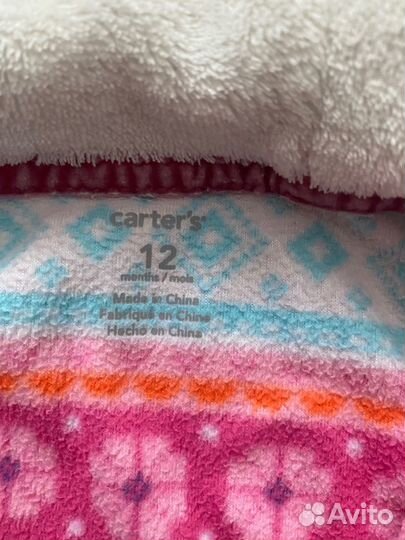 carter's
12
months / mois
Made in China
Fabriqué en Chine
Hecho en China
Avito